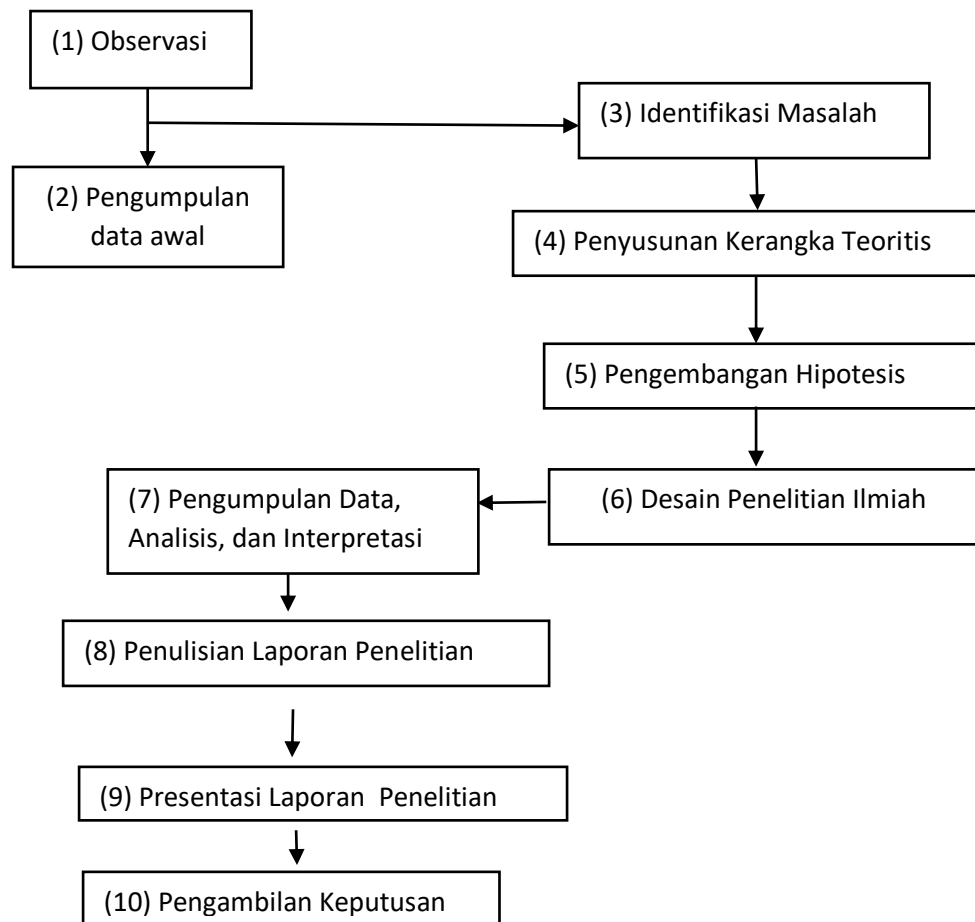 (1) Observasi
(3) Identifikasi Masalah
(2) Pengumpulan
data awal
(4) Penyusunan Kerangka Teoritis
(5) Pengembangan Hipotesis
(6) Desain Penelitian Ilmiah
(7) Pengumpulan Data,
Analisis, dan Interpretasi
(8) Penulisian Laporan Penelitian
(9) Presentasi Laporan Penelitian
(10) Pengambilan Keputusan